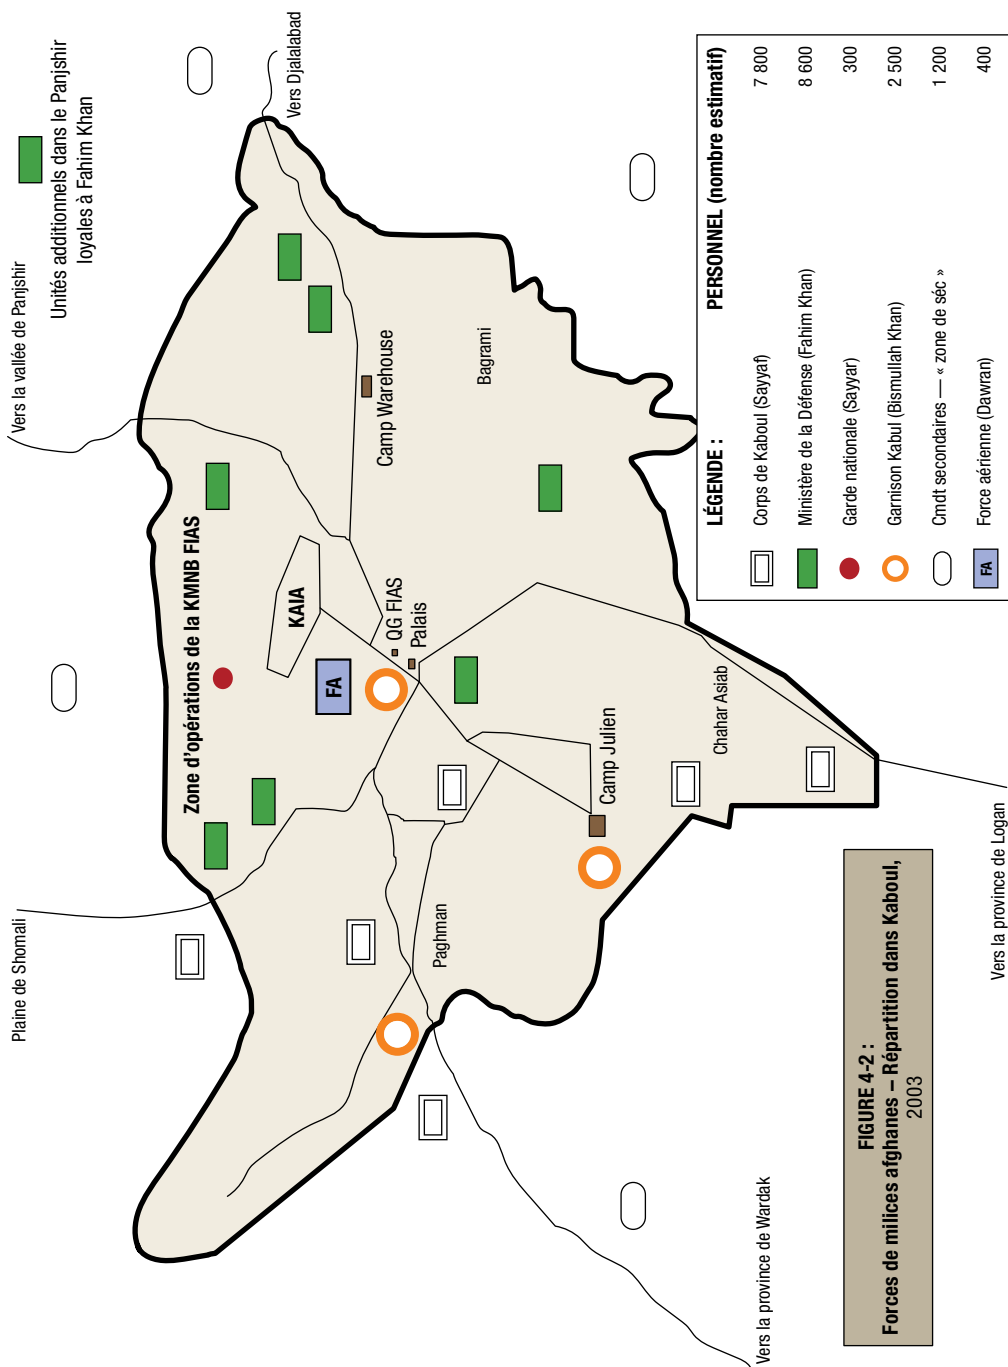 Vers la vallée de Panjshir
Unités additionnels dans le Panjshir
loyales à Fahim Khan
Plaine de Shomali
Vers Djalalabad
Zone d'opérations de la KMNB FIAS
KAIA
FA
QG FIAS
Palais
Camp Warehouse
Bagrami
Paghman
Camp Julien
Chahar Asiab
Vers la province de Wardak
Vers la province de Logan
FIGURE 4-2 :
Forces de milices afghanes – Répartition dans Kaboul,
2003
LÉGENDE : PERSONNEL (nombre estimatif)
Corps de Kaboul (Sayyaf) 7 800
Ministère de la Défense (Fahim Khan) 8 600
Garde nationale (Sayyar) 300
Garnison Kabul (Bismullah Khan) 2 500
Cmdt secondaires — « zone de séc » 1 200
FA Force aérienne (Dawran) 400